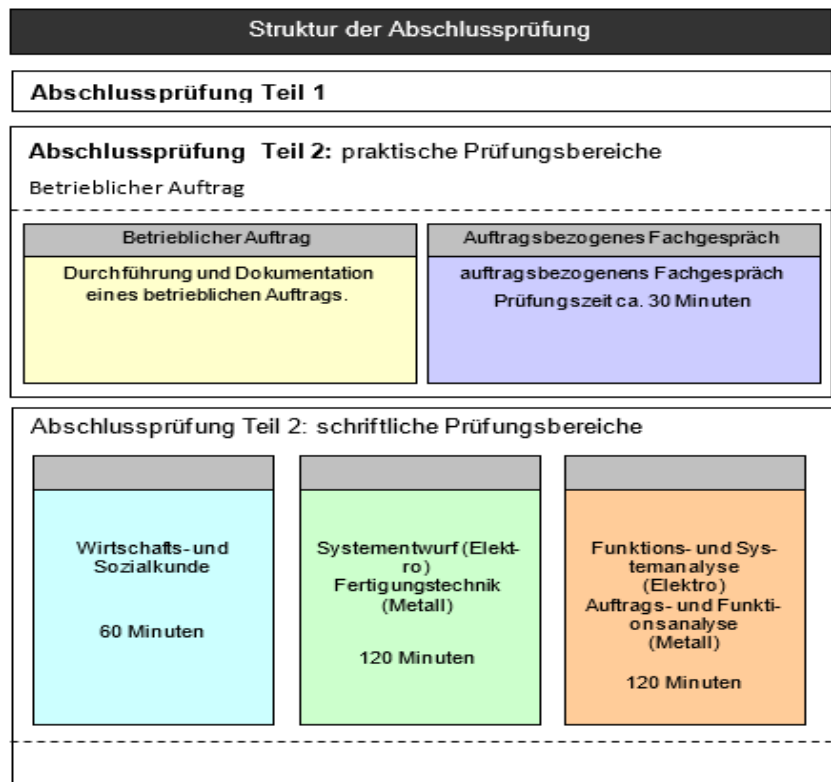 Struktur der Abschlussprüfung
Abschlussprüfung Teil 1
Abschlussprüfung Teil 2: praktische Prüfungsbereiche
Betrieblicher Auftrag
Betrieblicher Auftrag
Durchführung und Dokumentation
eines betrieblichen Auftrags.
Auftragsbezogenes Fachgespräch
auftragsbezogenens Fachgespräch
Prüfungszeit ca. 30 Minuten
Abschlussprüfung Teil 2: schriftliche Prüfungsbereiche
Wirtschafts- und
Sozialkunde
60 Minuten
Systementwurf (Elekt-
ro)
Fertigungstechnik
(Metall)
120 Minuten
Funktions- und Sys-
temanalyse
(Elektro)
Auftrags- und Funkti-
onsanalyse
(Metall)
120 Minuten